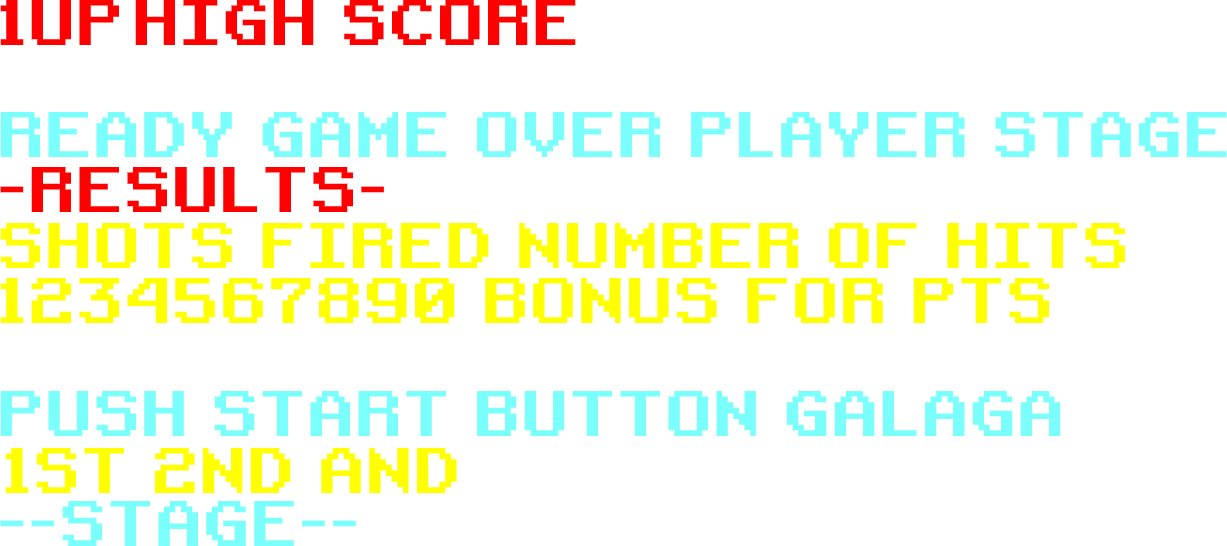 1UP HIGH SCORE
READY GAME OVER PLAYER STAGE
-RESULTS-
SHOTS FIRED NUMBER OF HITS
1234567890 BONUS FOR PTS
PUSH START BUTTON GALAGA
1ST 2ND AND
--STAGE--